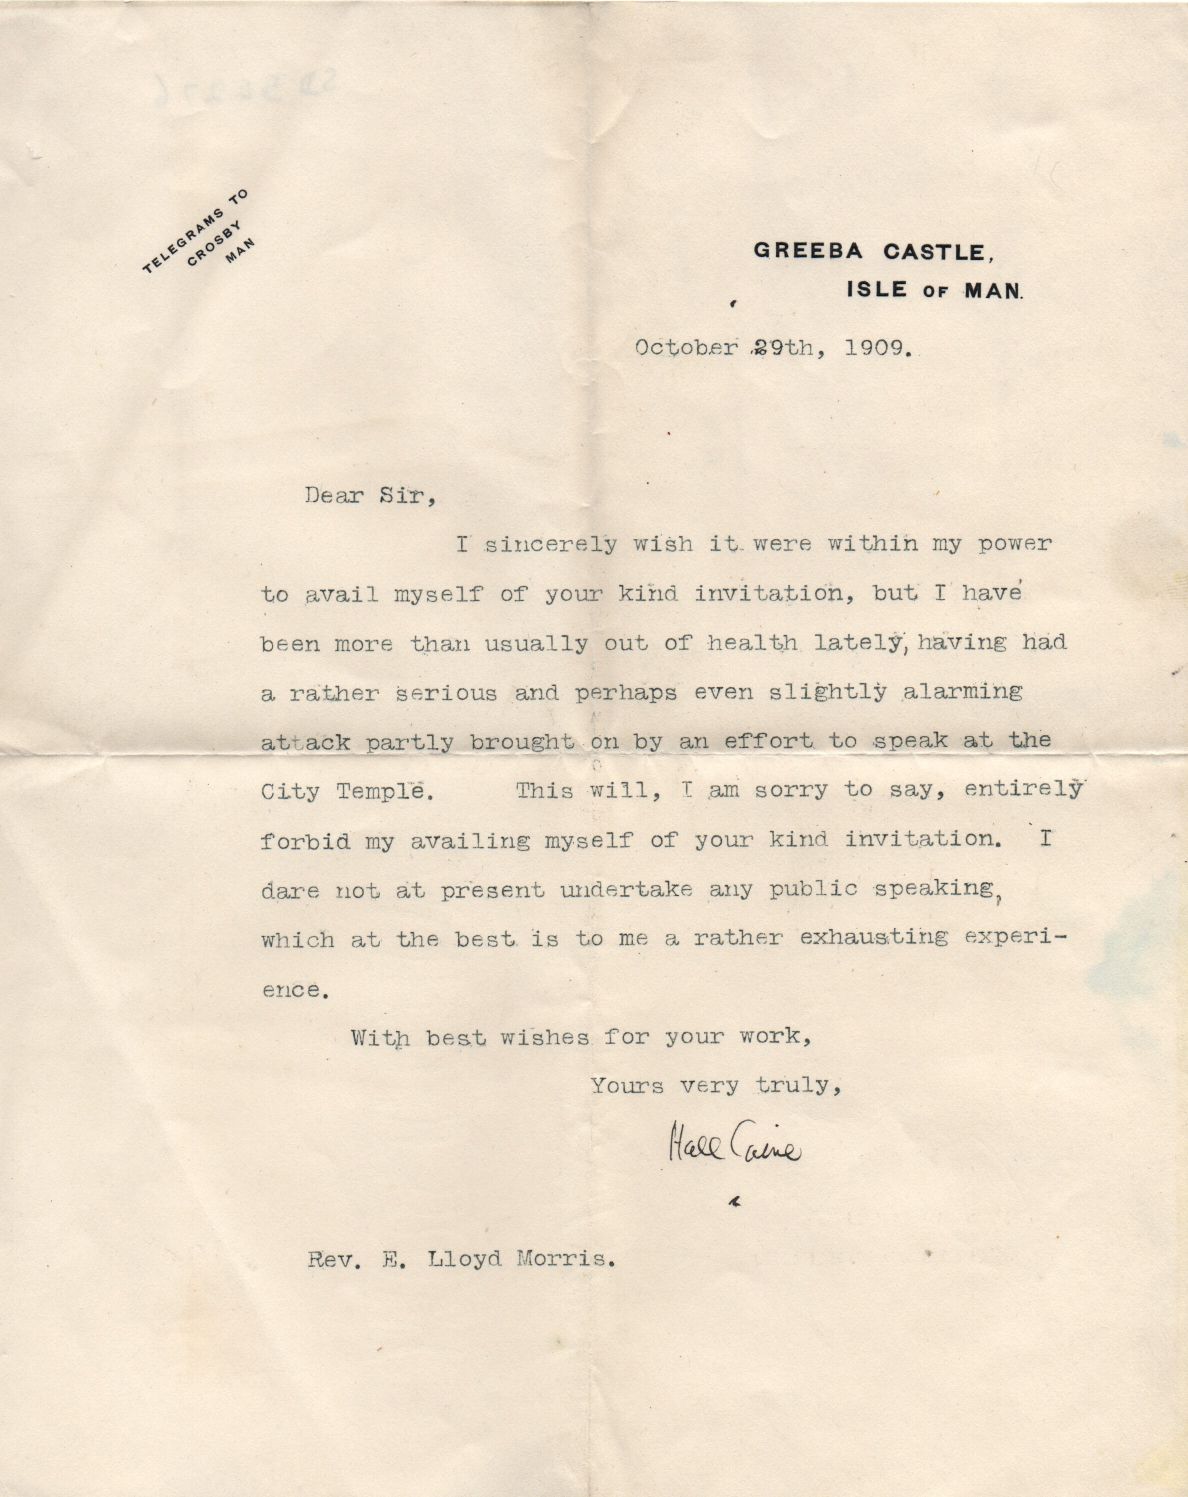 TELEGRAMS TO
CROSBY
MAN
GREEBA CASTLE,
ISLE OF MAN.
October 29th, 1909.
Dear Sir,
I sincerely wish it were within my power
to avail myself of your kind invitation, but I have
been more than usually out of health lately, having had
a rather serious and perhaps even slightly alarming
attack partly brought on by an effort to speak at the
City Temple. This will, I am sorry to say, entirely
forbid my availing myself of your kind invitation. I
dare not at present undertake any public speaking,
which at the best is to me a rather exhausting experi-
ence.
With best wishes for your work,
Yours very truly,
Hall Caine
Rev. E. Lloyd Morris.